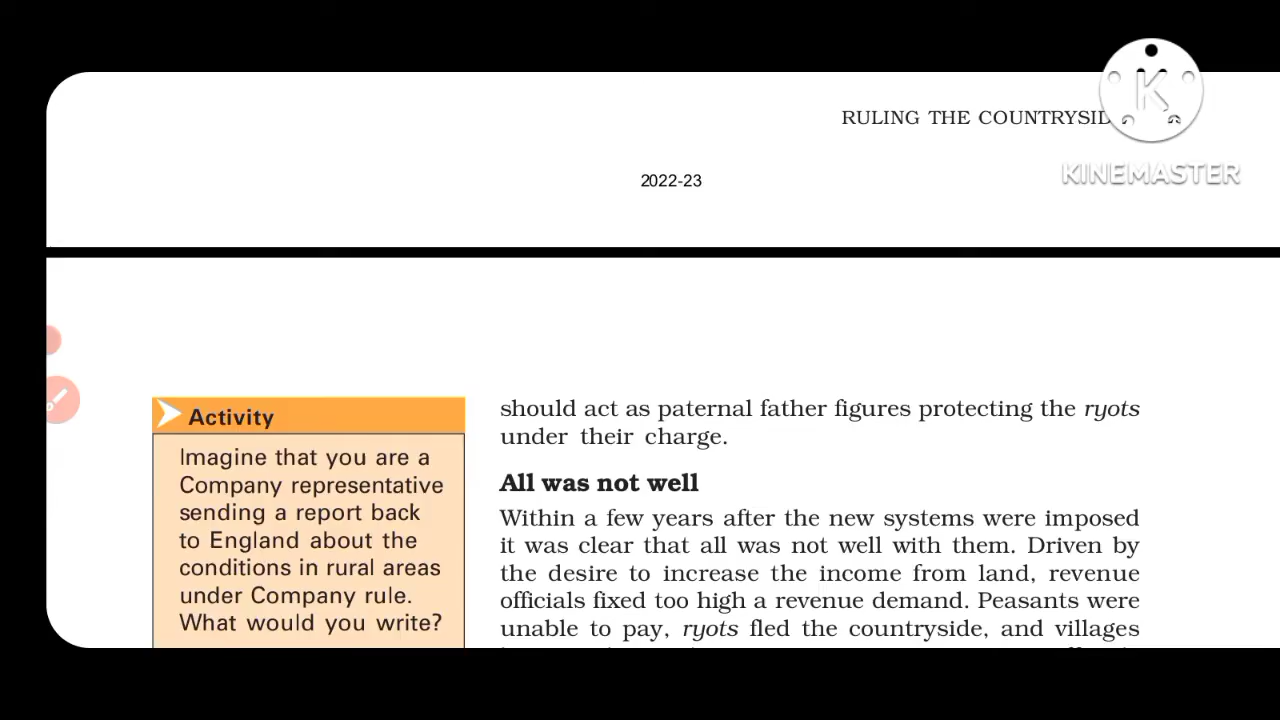 RULING THE COUNTRYSID
KINEMASTER
2022-23
Activity
Imagine that you are a
Company representative
sending a report back
to England about the
conditions in rural areas
under Company rule.
What would you write?
should act as paternal father figures protecting the ryots
under their charge.
All was not well
Within a few years after the new systems were imposed
it was clear that all was not well with them. Driven by
the desire to increase the income from land, revenue
officials fixed too high a revenue demand. Peasants were
unable to pay, ryots fled the countryside, and villages